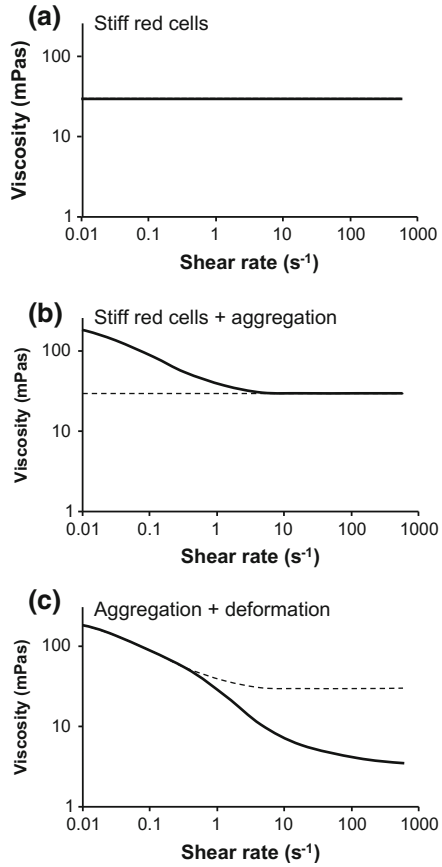 (a) Stiff red cells
Viscosity (mPas)
100
10
1
0.01 0.1 1 10 100 1000
Shear rate (s⁻¹)
(b) Stiff red cells + aggregation
Viscosity (mPas)
100
10
1
0.01 0.1 1 10 100 1000
Shear rate (s⁻¹)
(c) Aggregation + deformation
Viscosity (mPas)
100
10
1
0.01 0.1 1 10 100 1000
Shear rate (s⁻¹)